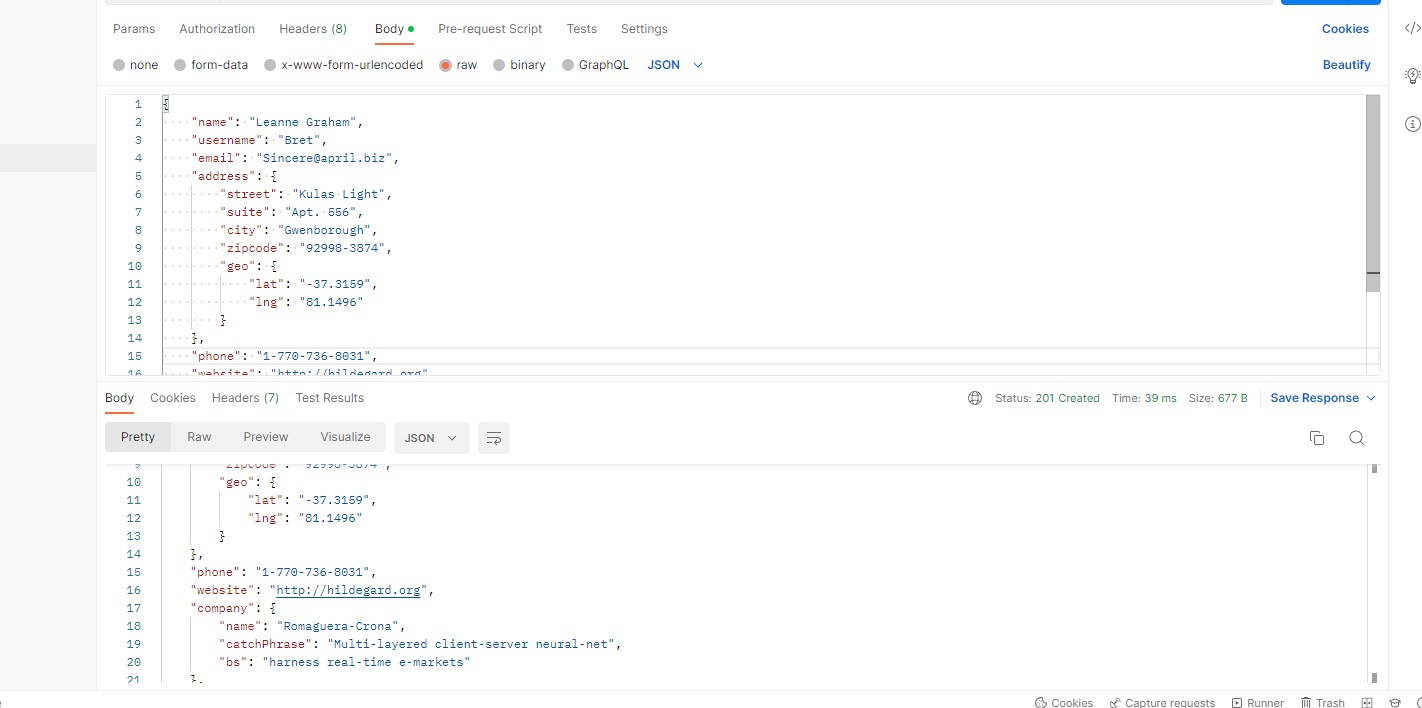 Params Authorization Headers (8) Body Pre-request Script Tests Settings Cookies
none form-data x-www-form-urlencoded raw binary GraphQL JSON Beautify
1 {
2 "name": "Leanne Graham",
3 "username": "Bret",
4 "email": "Sincere@april.biz",
5 "address": {
6 "street": "Kulas Light",
7 "suite": "Apt. 556",
8 "city": "Gwenborough",
9 "zipcode": "92998-3874",
10 "geo": {
11 "lat": "-37.3159",
12 "lng": "81.1496"
13 }
14 },
15 "phone": "1-770-736-8031",
16 "website": "http://hildegard.org"
Body Cookies Headers (7) Test Results Status: 201 Created Time: 39 ms Size: 677 B Save Response
Pretty Raw Preview Visualize JSON
9 "zipcode": "92998-3874",
10 "geo": {
11 "lat": "-37.3159",
12 "lng": "81.1496"
13 }
14 },
15 "phone": "1-770-736-8031",
16 "website": "http://hildegard.org",
17 "company": {
18 "name": "Romaguera-Crona",
19 "catchPhrase": "Multi-layered client-server neural-net",
20 "bs": "harness real-time e-markets"
21 },
Cookies Capture requests Runner Trash